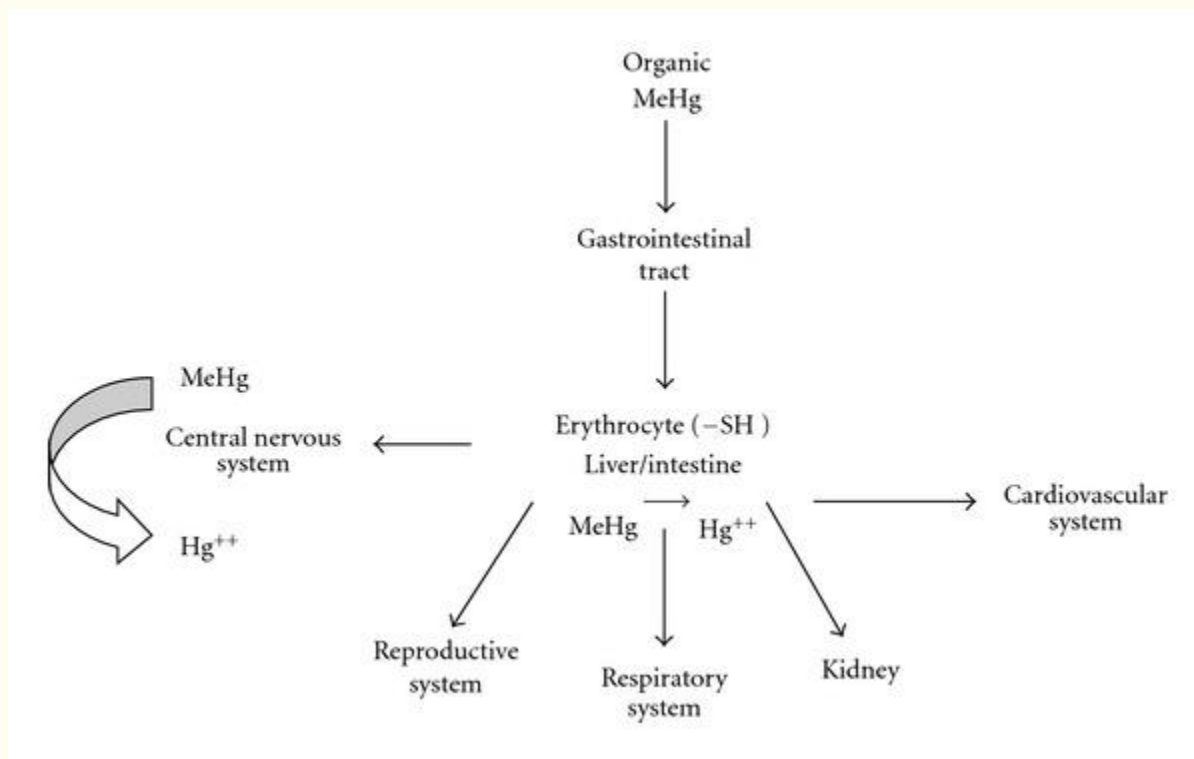 Organic
MeHg
Gastrointestinal
tract
MeHg
Central nervous
system
Hg⁺⁺
Erythrocyte (−SH )
Liver/intestine
MeHg
Hg⁺⁺
Cardiovascular
system
Reproductive
system
Respiratory
system
Kidney